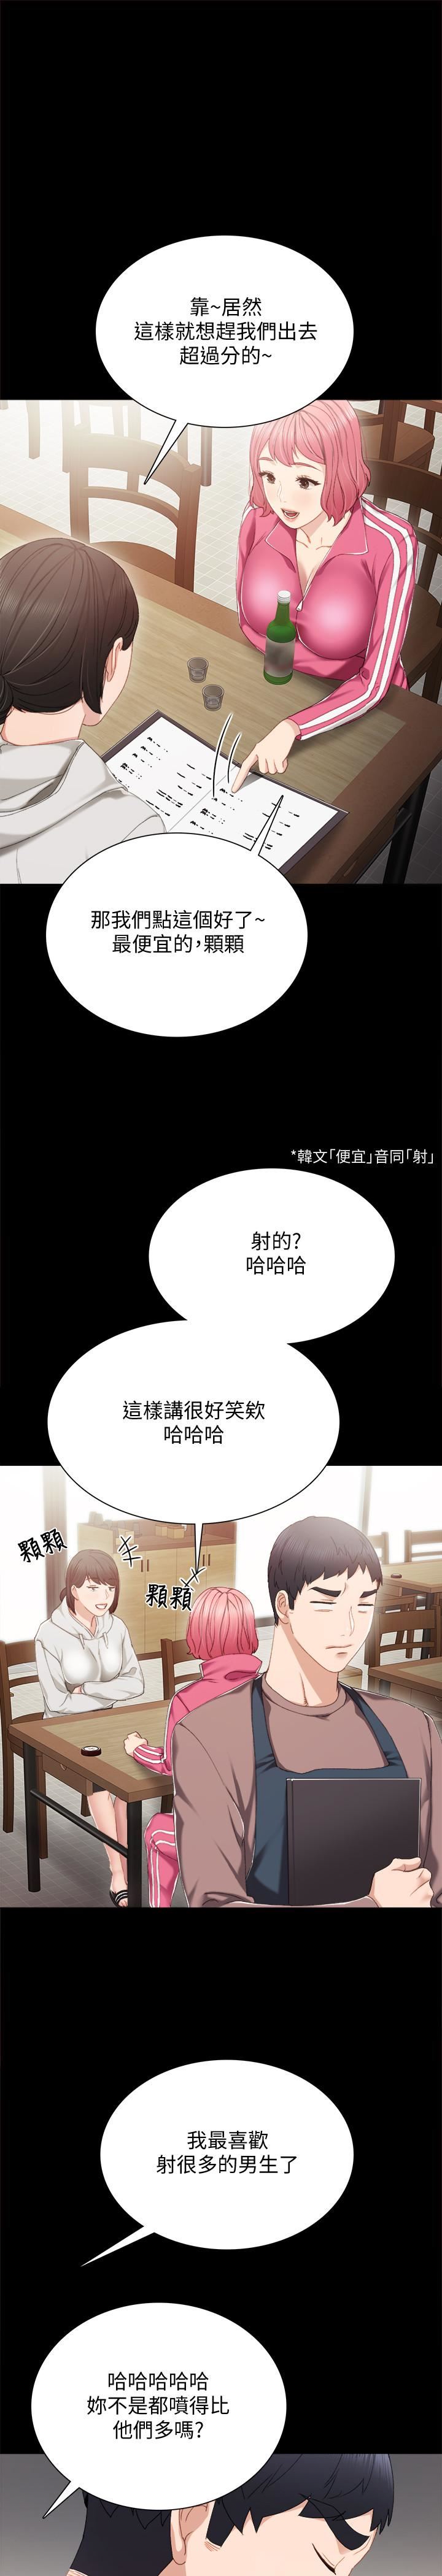 靠~居然
這樣就想趕我們出去
超過分的~
那我們點這個好了~
最便宜的,顆顆
*韓文｢便宜｣音同｢射｣
射的?
哈哈哈
這樣講很好笑欸
哈哈哈
顆顆
顆顆
我最喜歡
射很多的男生了
哈哈哈哈哈
妳不是都噴得比
他們多嗎?